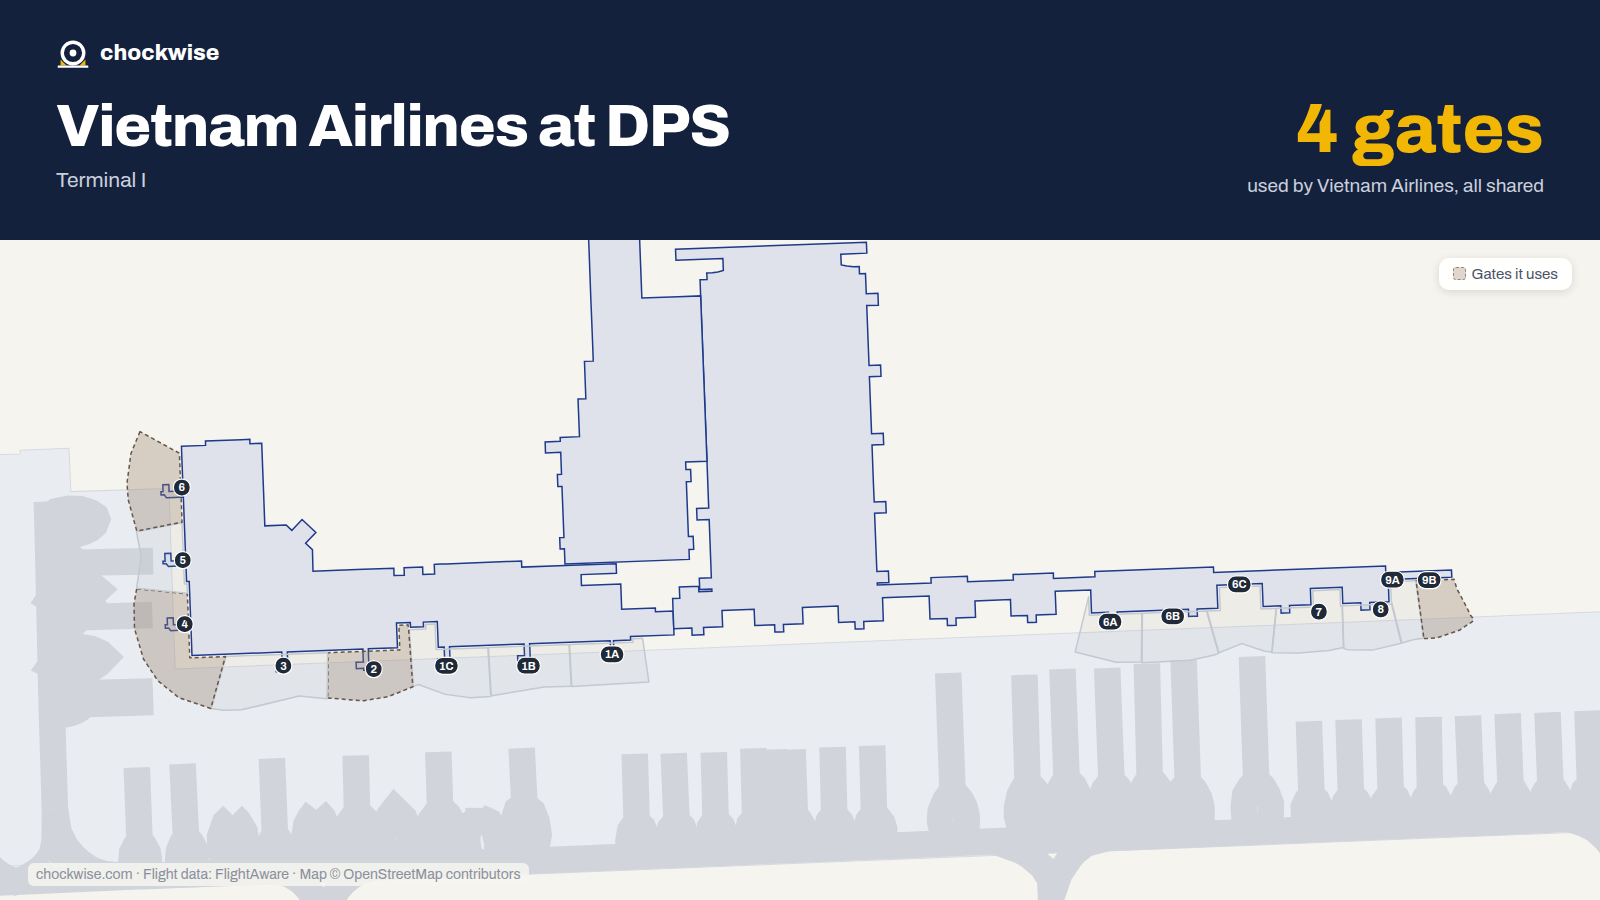 chockwise
Vietnam Airlines at DPS
Terminal I
4 gates
used by Vietnam Airlines, all shared
Gates it uses
6
5
4
3
2
1C
1B
1A
6A
6B
6C
7
8
9A
9B
chockwise.com · Flight data: FlightAware · Map © OpenStreetMap contributors